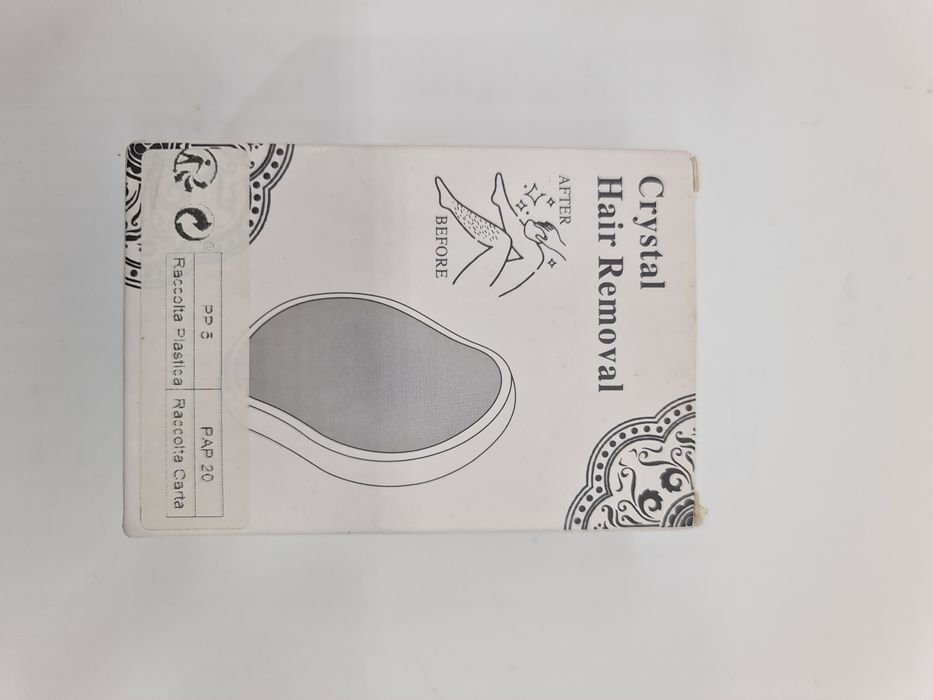 Crystal
Hair Removal
AFTER
BEFORE
PP 5
PAP 20
Raccolta Plastica
Raccolta Carta